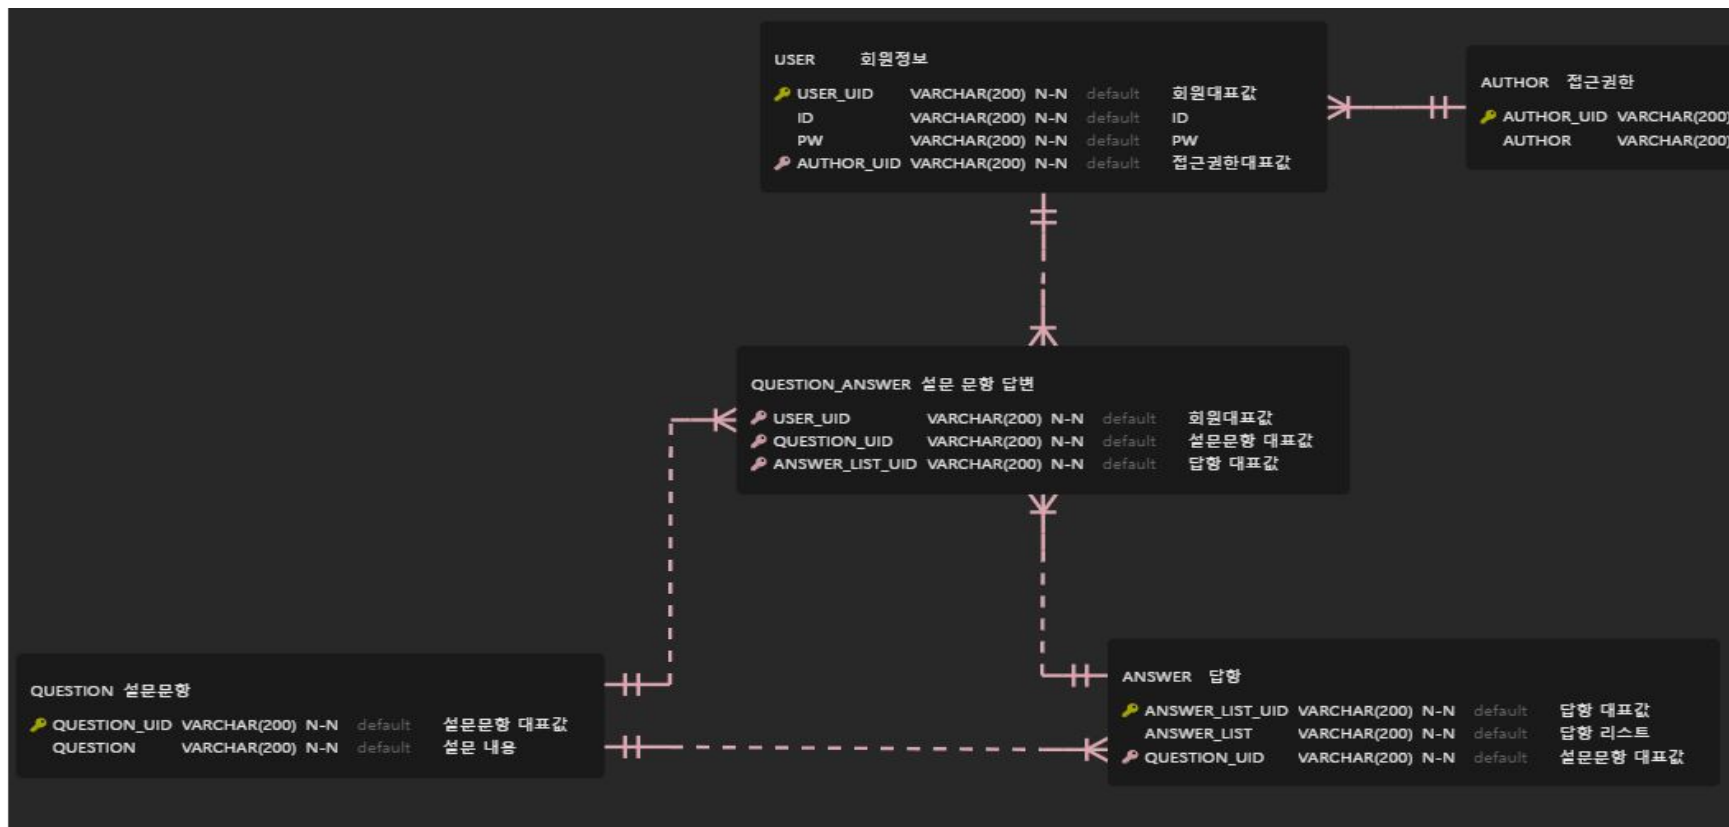 USER 회원정보
USER_UID VARCHAR(200) N-N default 회원대표값
ID VARCHAR(200) N-N default ID
PW VARCHAR(200) N-N default PW
AUTHOR_UID VARCHAR(200) N-N default 접근권한대표값
AUTHOR 접근권한
AUTHOR_UID VARCHAR(200)
AUTHOR VARCHAR(200)
QUESTION_ANSWER 설문 문항 답변
USER_UID VARCHAR(200) N-N default 회원대표값
QUESTION_UID VARCHAR(200) N-N default 설문문항 대표값
ANSWER_LIST_UID VARCHAR(200) N-N default 답항 대표값
QUESTION 설문문항
QUESTION_UID VARCHAR(200) N-N default 설문문항 대표값
QUESTION VARCHAR(200) N-N default 설문 내용
ANSWER 답항
ANSWER_LIST_UID VARCHAR(200) N-N default 답항 대표값
ANSWER_LIST VARCHAR(200) N-N default 답항 리스트
QUESTION_UID VARCHAR(200) N-N default 설문문항 대표값